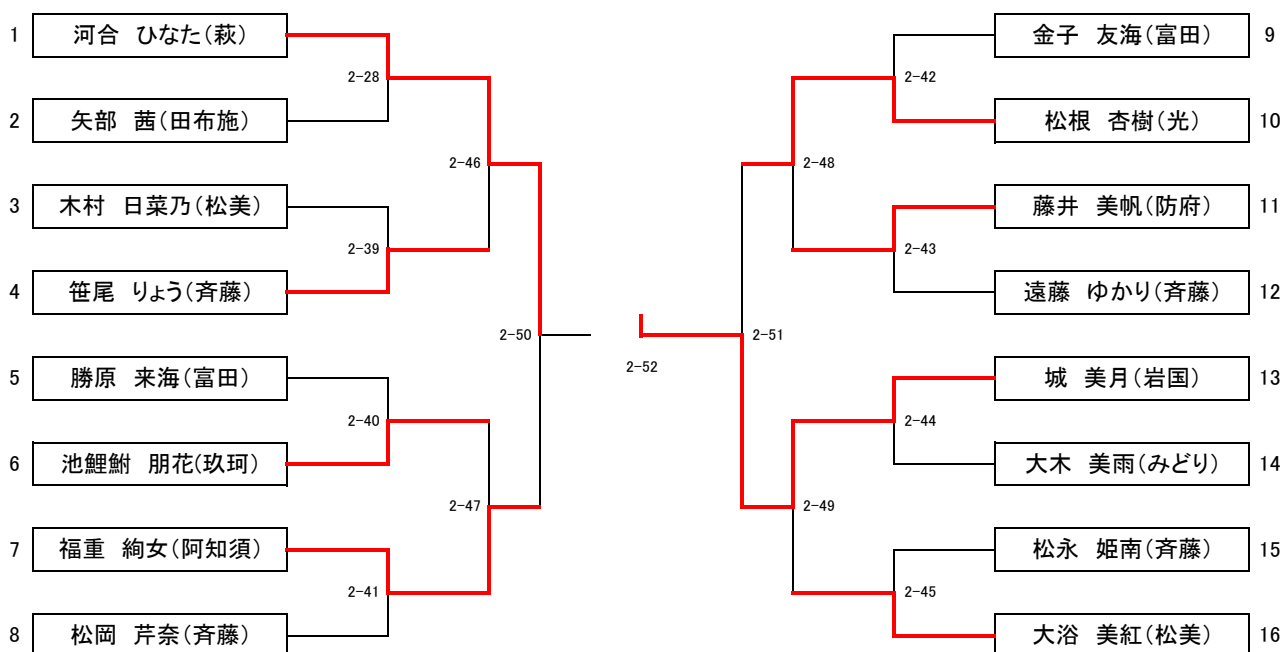 1 河合 ひなた(萩)
2-28
2 矢部 茜(田布施)
2-46
3 木村 日菜乃(松美)
2-39
4 笹尾 りょう(斉藤)
2-50
5 勝原 来海(富田)
2-40
6 池鯉鮒 朋花(玖珂)
2-47
7 福重 絢女(阿知須)
2-41
8 松岡 芹奈(斉藤)
2-52
金子 友海(富田) 9
2-42
松根 杏樹(光) 10
2-48
藤井 美帆(防府) 11
2-43
遠藤 ゆかり(斉藤) 12
2-51
城 美月(岩国) 13
2-44
大木 美雨(みどり) 14
2-49
松永 姫南(斉藤) 15
2-45
大浴 美紅(松美) 16